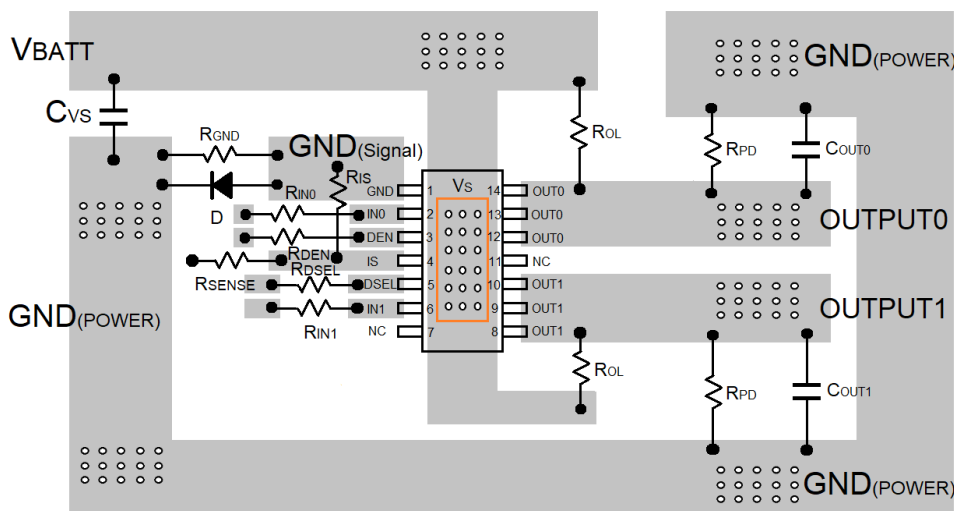 VBATT
GND(POWER)
CVS
RGND
GND(Signal)
ROL
RPD
COUT0
RIS
D
RIN0
GND
1
VS
14
OUT0
IN0
2
13
OUT0
OUTPUT0
DEN
3
12
OUT0
RDEN
IS
4
11
NC
RSENSE
RDSEL
DSEL
5
10
OUT1
GND(POWER)
IN1
6
9
OUT1
OUTPUT1
RIN1
NC
7
8
OUT1
ROL
RPD
COUT1
GND(POWER)